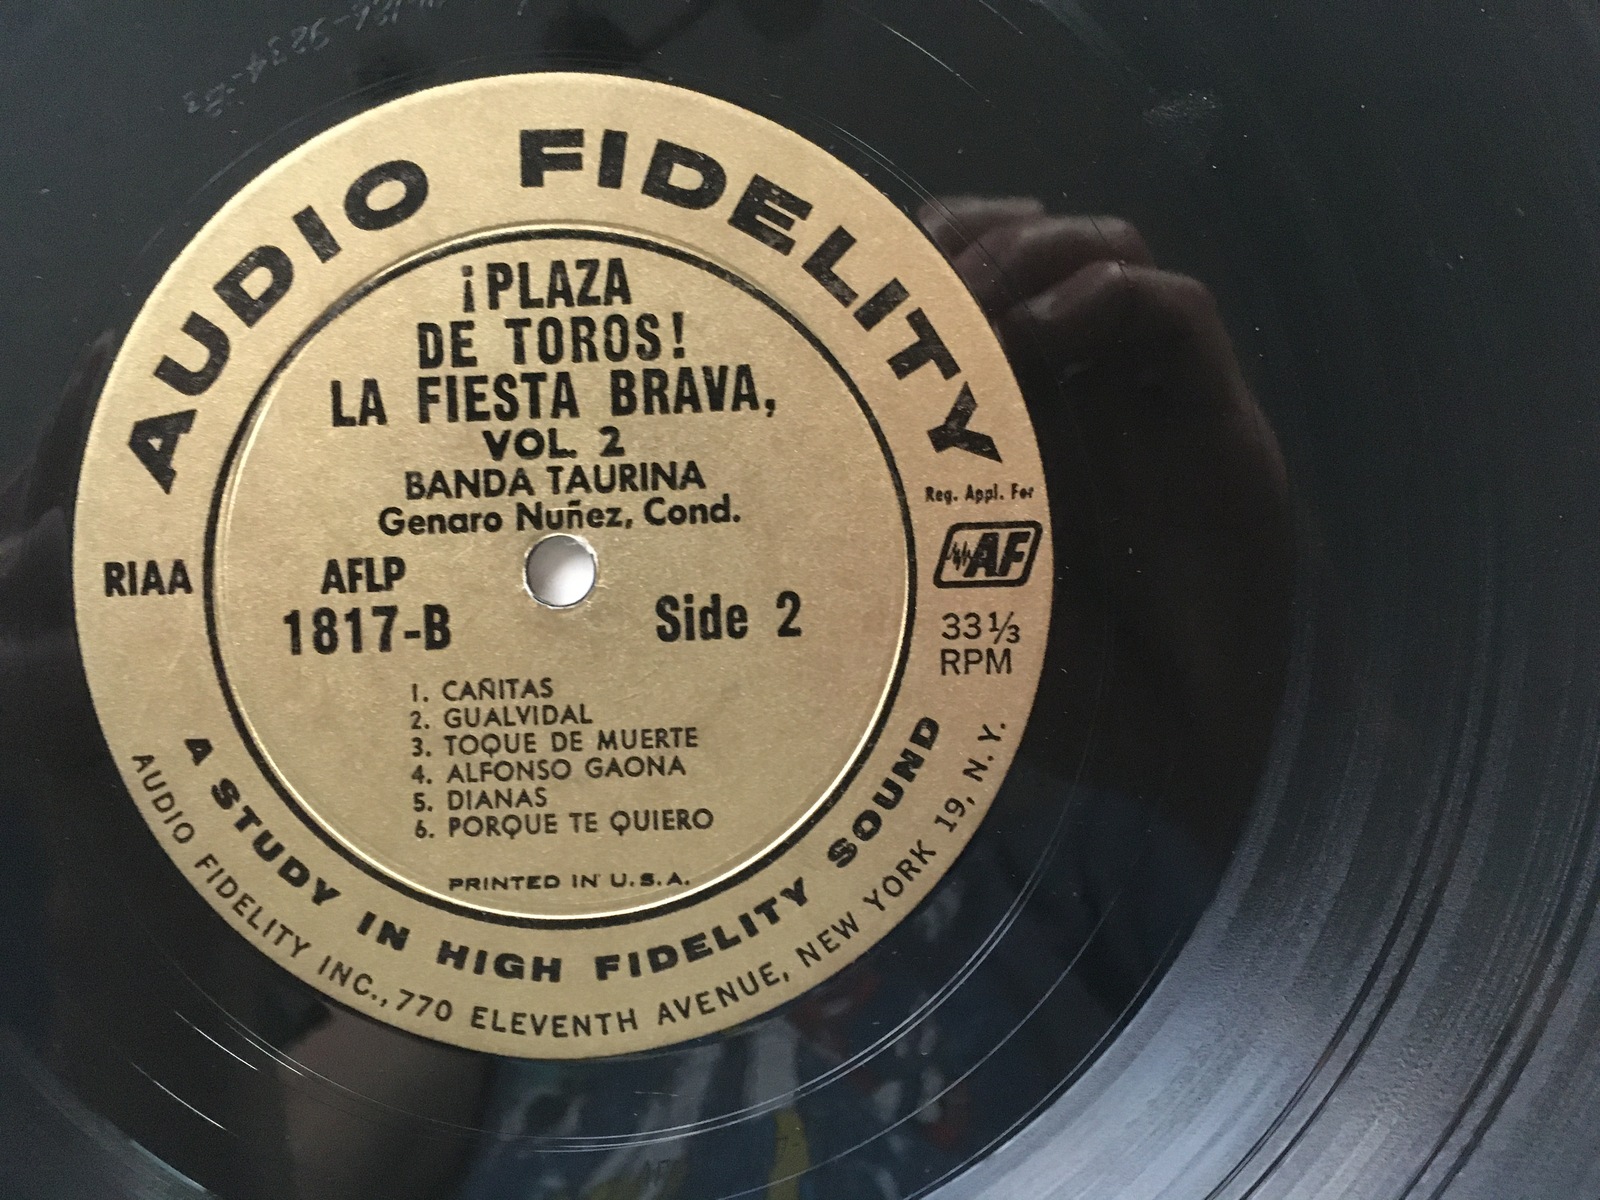 AUDIO FIDELITY
¡PLAZA
DE TOROS!
LA FIESTA BRAVA,
VOL. 2
BANDA TAURINA
Genaro Nuñez, Cond.
Reg. Appl. For
AF
RIAA
AFLP
1817-B
Side 2
33⅓
RPM
1. CAÑITAS
2. GUALVIDAL
3. TOQUE DE MUERTE
4. ALFONSO GAONA
5. DIANAS
6. PORQUE TE QUIERO
PRINTED IN U.S.A.
A STUDY IN HIGH FIDELITY SOUND
AUDIO FIDELITY INC., 770 ELEVENTH AVENUE, NEW YORK 19, N.Y.